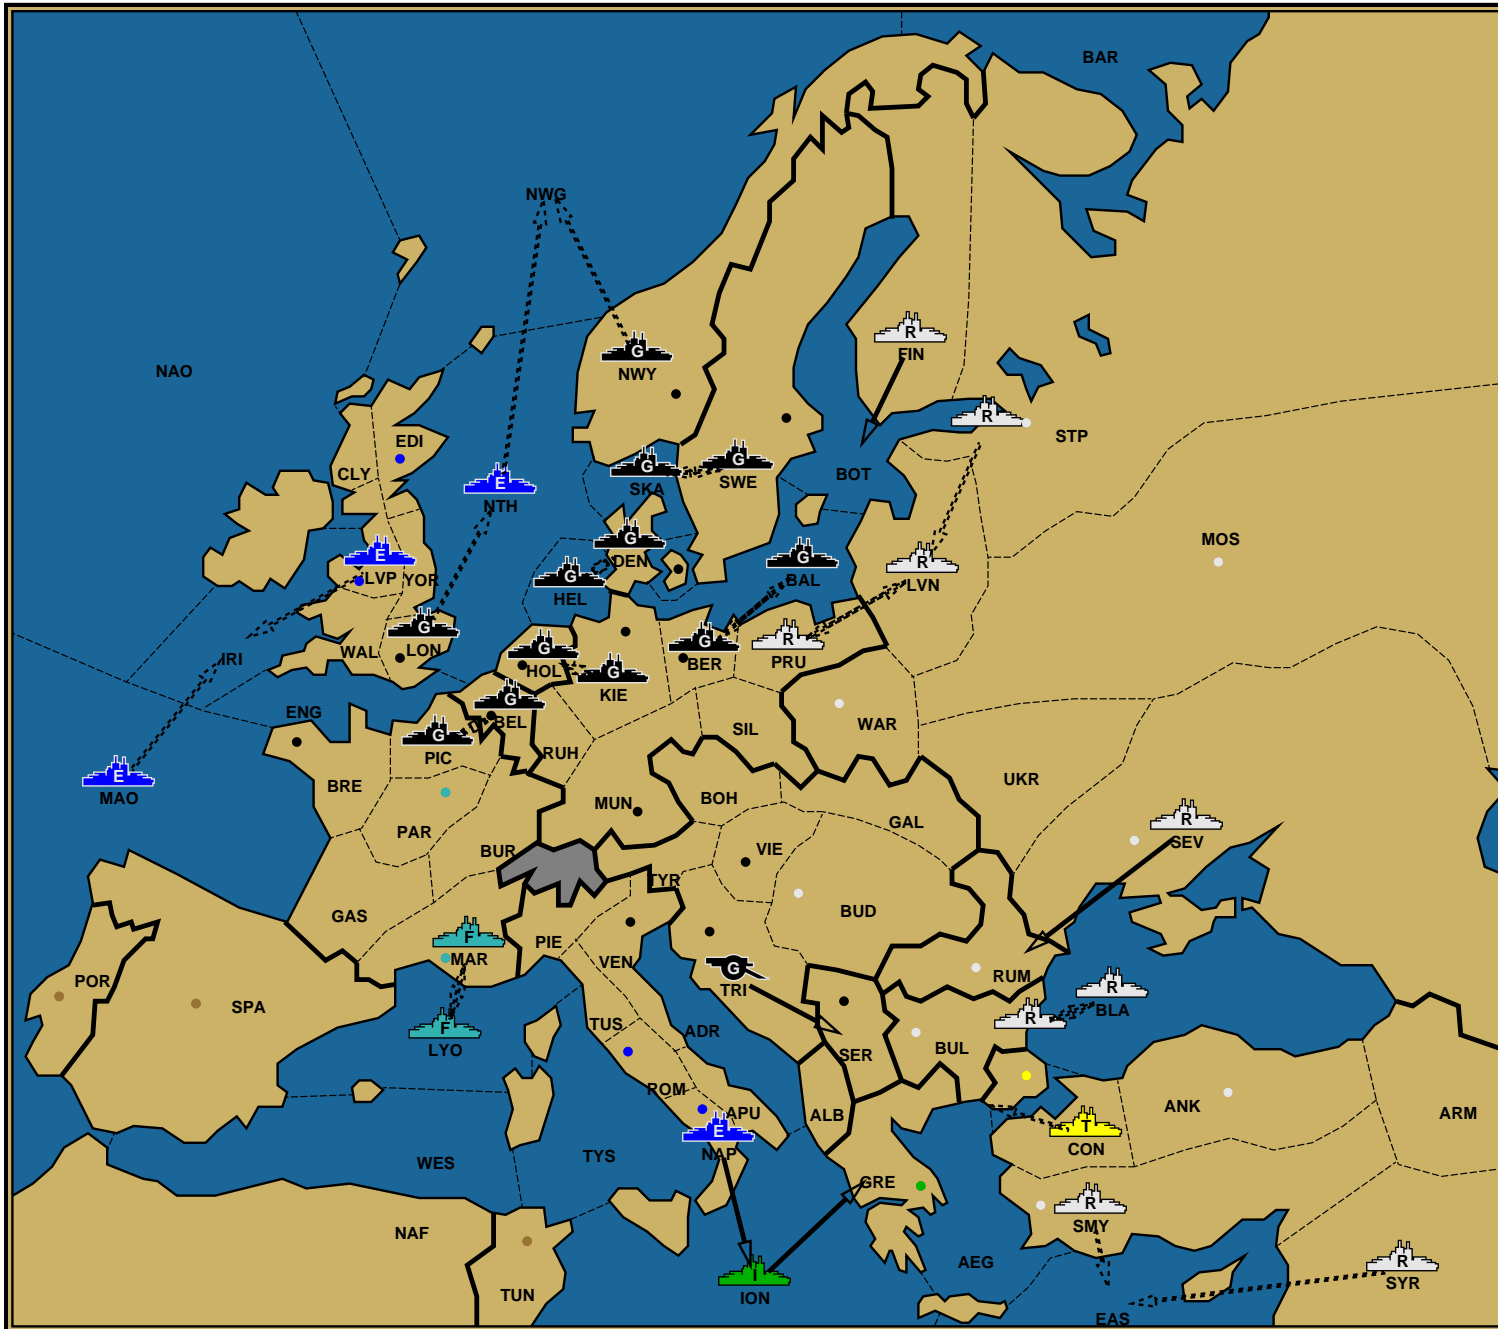 BAR
NWG
R
FIN
G
NWY
NAO
R
STP
EDI
CLY
E
NTH
G
SKA
G
SWE
BOT
MOS
G
DEN
E
LVP
YOR
G
HEL
G
BAL
R
LVN
G
LON
WAL
IRI
G
HOL
G
KIE
G
BER
R
PRU
ENG
G
BEL
G
PIC
RUH
SIL
WAR
E
MAO
BRE
PAR
MUN
BOH
UKR
GAL
R
SEV
BUR
VIE
TYR
GAS
BUD
F
MAR
PIE
VEN
G
TRI
RUM
POR
SPA
F
LYO
TUS
ADR
R
BLA
R
BUL
SER
ROM
APU
ALB
ANK
ARM
E
NAP
T
CON
WES
TYS
GRE
R
SMY
NAF
AEG
I
ION
R
SYR
TUN
EAS